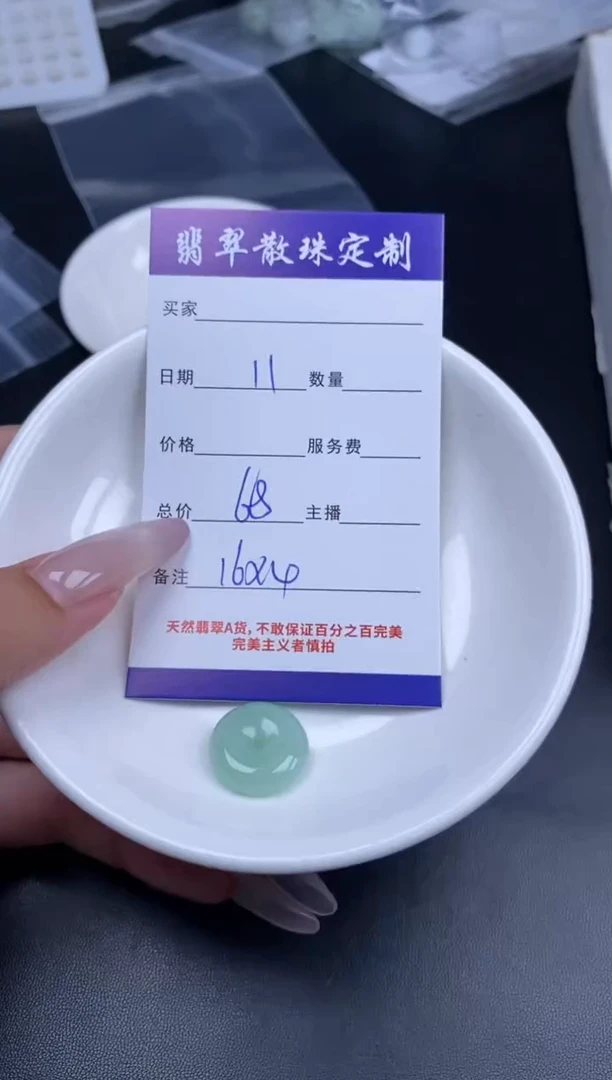 翡翠散珠定制
买家
日期 11 数量
价格 服务费
总价 68 主播
备注 16x4
天然翡翠A货,不敢保证百分之百完美
完美主义者慎拍